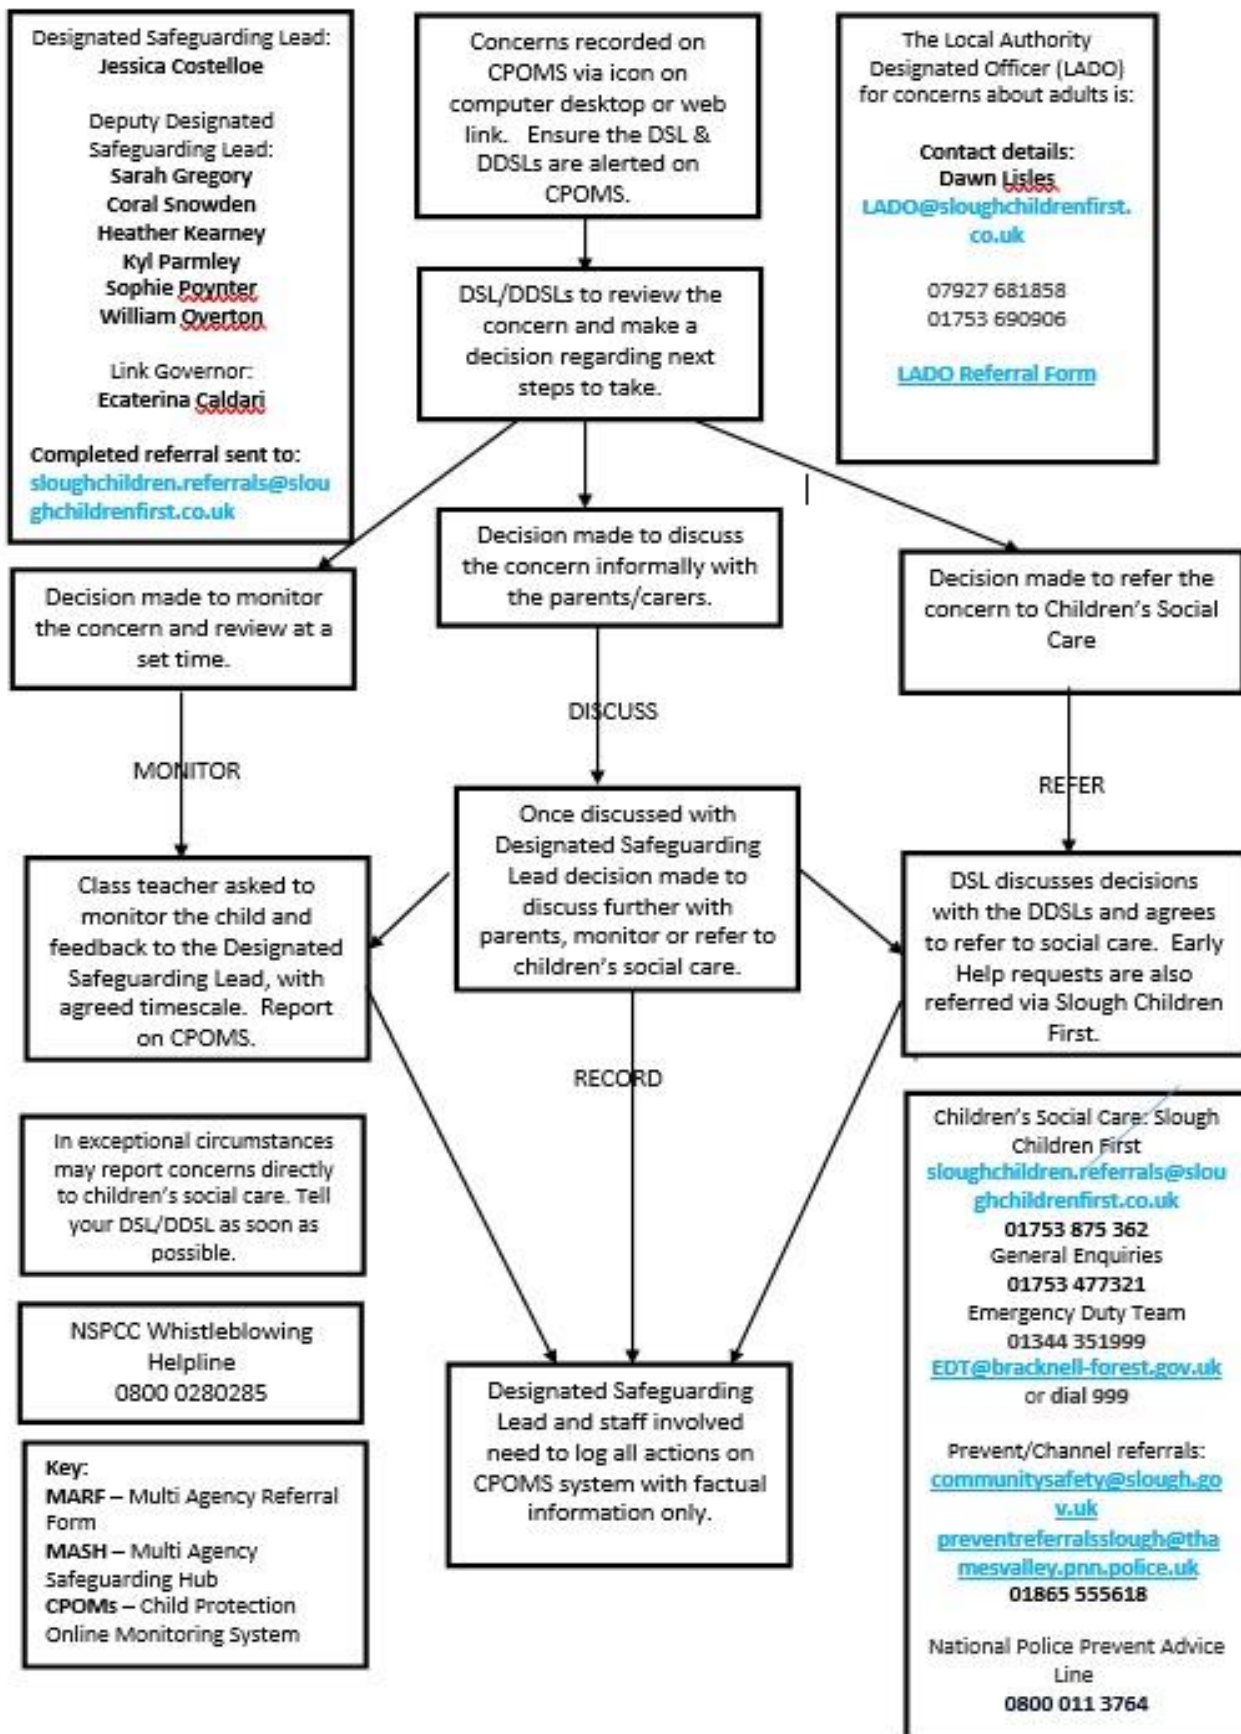 Designated Safeguarding Lead:
Jessica Costelloe
Deputy Designated
Safeguarding Lead:
Sarah Gregory
Coral Snowden
Heather Kearney
Kyl Parmley
Sophie Poynter
William Overton
Link Governor:
Ecaterina Caldari
Completed referral sent to:
sloughchildren.referrals@slou
ghchildrenfirst.co.uk
Concerns recorded on
CPOMS via icon on
computer desktop or web
link. Ensure the DSL &
DDSLs are alerted on
CPOMS.
The Local Authority
Designated Officer (LADO)
for concerns about adults is:
Contact details:
Dawn Lisles
LADO@sloughchildrenfirst.
co.uk
07927 681858
01753 690906
LADO Referral Form
DSL/DDSLs to review the
concern and make a
decision regarding next
steps to take.
Decision made to monitor
the concern and review at a
set time.
Decision made to discuss
the concern informally with
the parents/carers.
Decision made to refer the
concern to Children's Social
Care
MONITOR
DISCUSS
REFER
Class teacher asked to
monitor the child and
feedback to the Designated
Safeguarding Lead, with
agreed timescale. Report
on CPOMS.
Once discussed with
Designated Safeguarding
Lead decision made to
discuss further with
parents, monitor or refer to
children's social care.
DSL discusses decisions
with the DDSLs and agrees
to refer to social care. Early
Help requests are also
referred via Slough Children
First.
RECORD
In exceptional circumstances
may report concerns directly
to children's social care. Tell
your DSL/DDSL as soon as
possible.
NSPCC Whistleblowing
Helpline
0800 0280285
Key:
MARF – Multi Agency Referral
Form
MASH – Multi Agency
Safeguarding Hub
CPOMs – Child Protection
Online Monitoring System
Designated Safeguarding
Lead and staff involved
need to log all actions on
CPOMS system with factual
information only.
Children's Social Care: Slough
Children First
sloughchildren.referrals@slou
ghchildrenfirst.co.uk
01753 875 362
General Enquiries
01753 477321
Emergency Duty Team
01344 351999
EDT@bracknell-forest.gov.uk
or dial 999
Prevent/Channel referrals:
communitysafety@slough.go
v.uk
preventreferralsslough@tha
mesvalley.pnn.police.uk
01865 555618
National Police Prevent Advice
Line
0800 011 3764